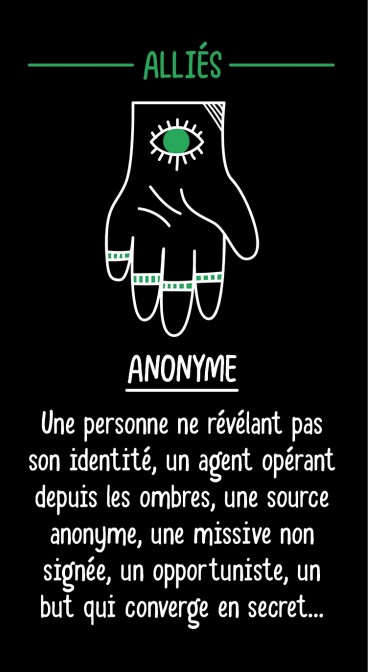 ALLIÉS
ANONYME
Une personne ne révélant pas
son identité, un agent opérant
depuis les ombres, une source
anonyme, une missive non
signée, un opportuniste, un
but qui converge en secret...